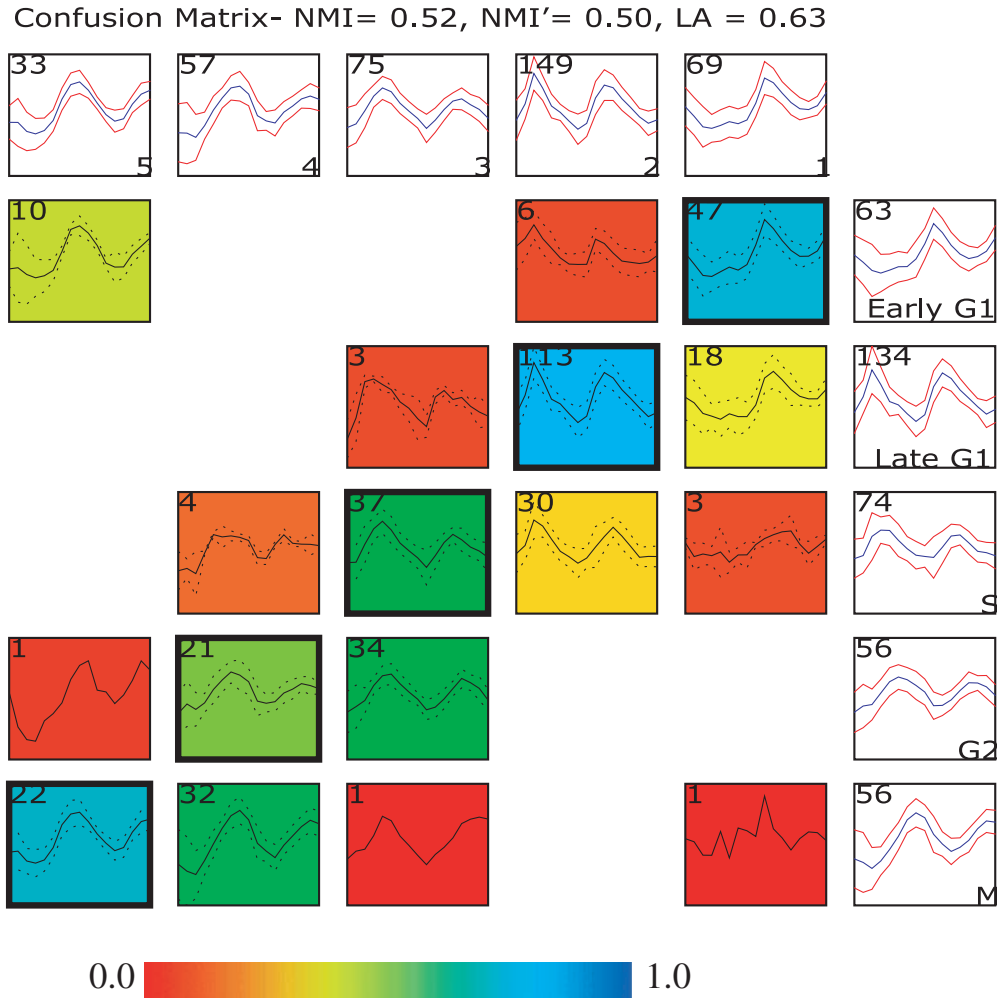 Confusion Matrix- NMI= 0.52, NMI’= 0.50, LA = 0.63
33 57 75 149 69
5 4 3 2 1
10 6 47 63
Early G1
3 113 18 134
Late G1
4 37 30 3 74
S
1 21 34 56
G2
22 32 1 1 56
M
0.0 1.0